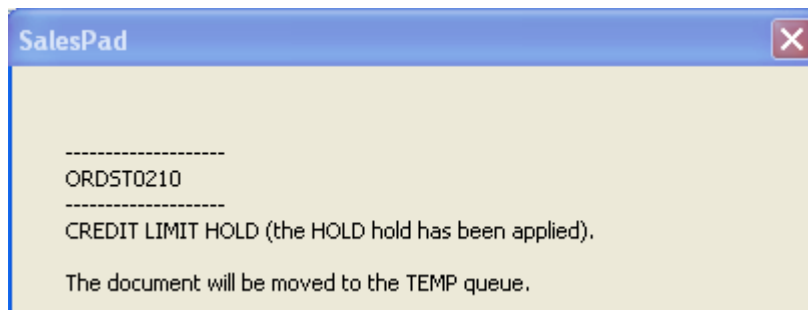 SalesPad
--------------------
ORDST0210
--------------------
CREDIT LIMIT HOLD (the HOLD hold has been applied).
The document will be moved to the TEMP queue.